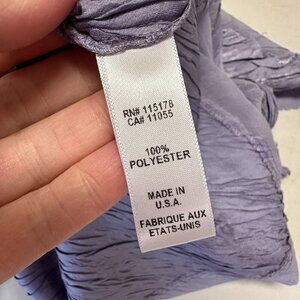 RN# 115178
CA# 11055
100%
POLYESTER
MADE IN
U.S.A.
FABRIQUE AUX
ETATS-UNIS